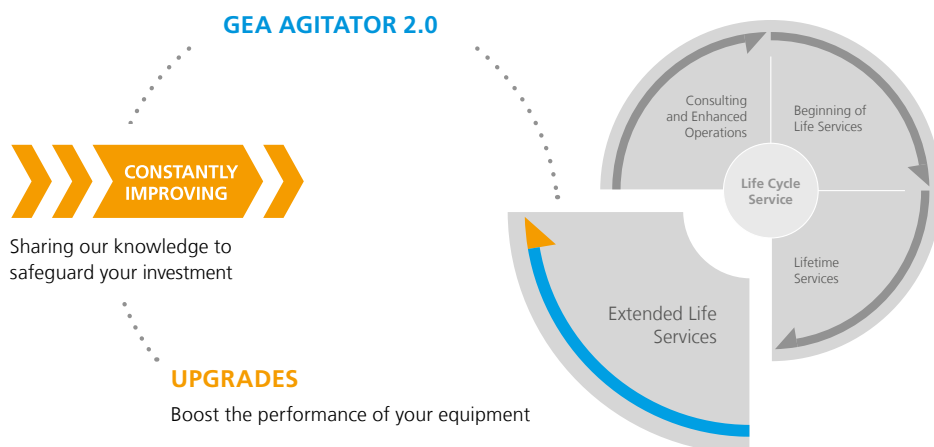 GEA AGITATOR 2.0
CONSTANTLY
IMPROVING
Sharing our knowledge to
safeguard your investment
UPGRADES
Boost the performance of your equipment
Consulting
and Enhanced
Operations
Beginning of
Life Services
Life Cycle
Service
Lifetime
Services
Extended Life
Services